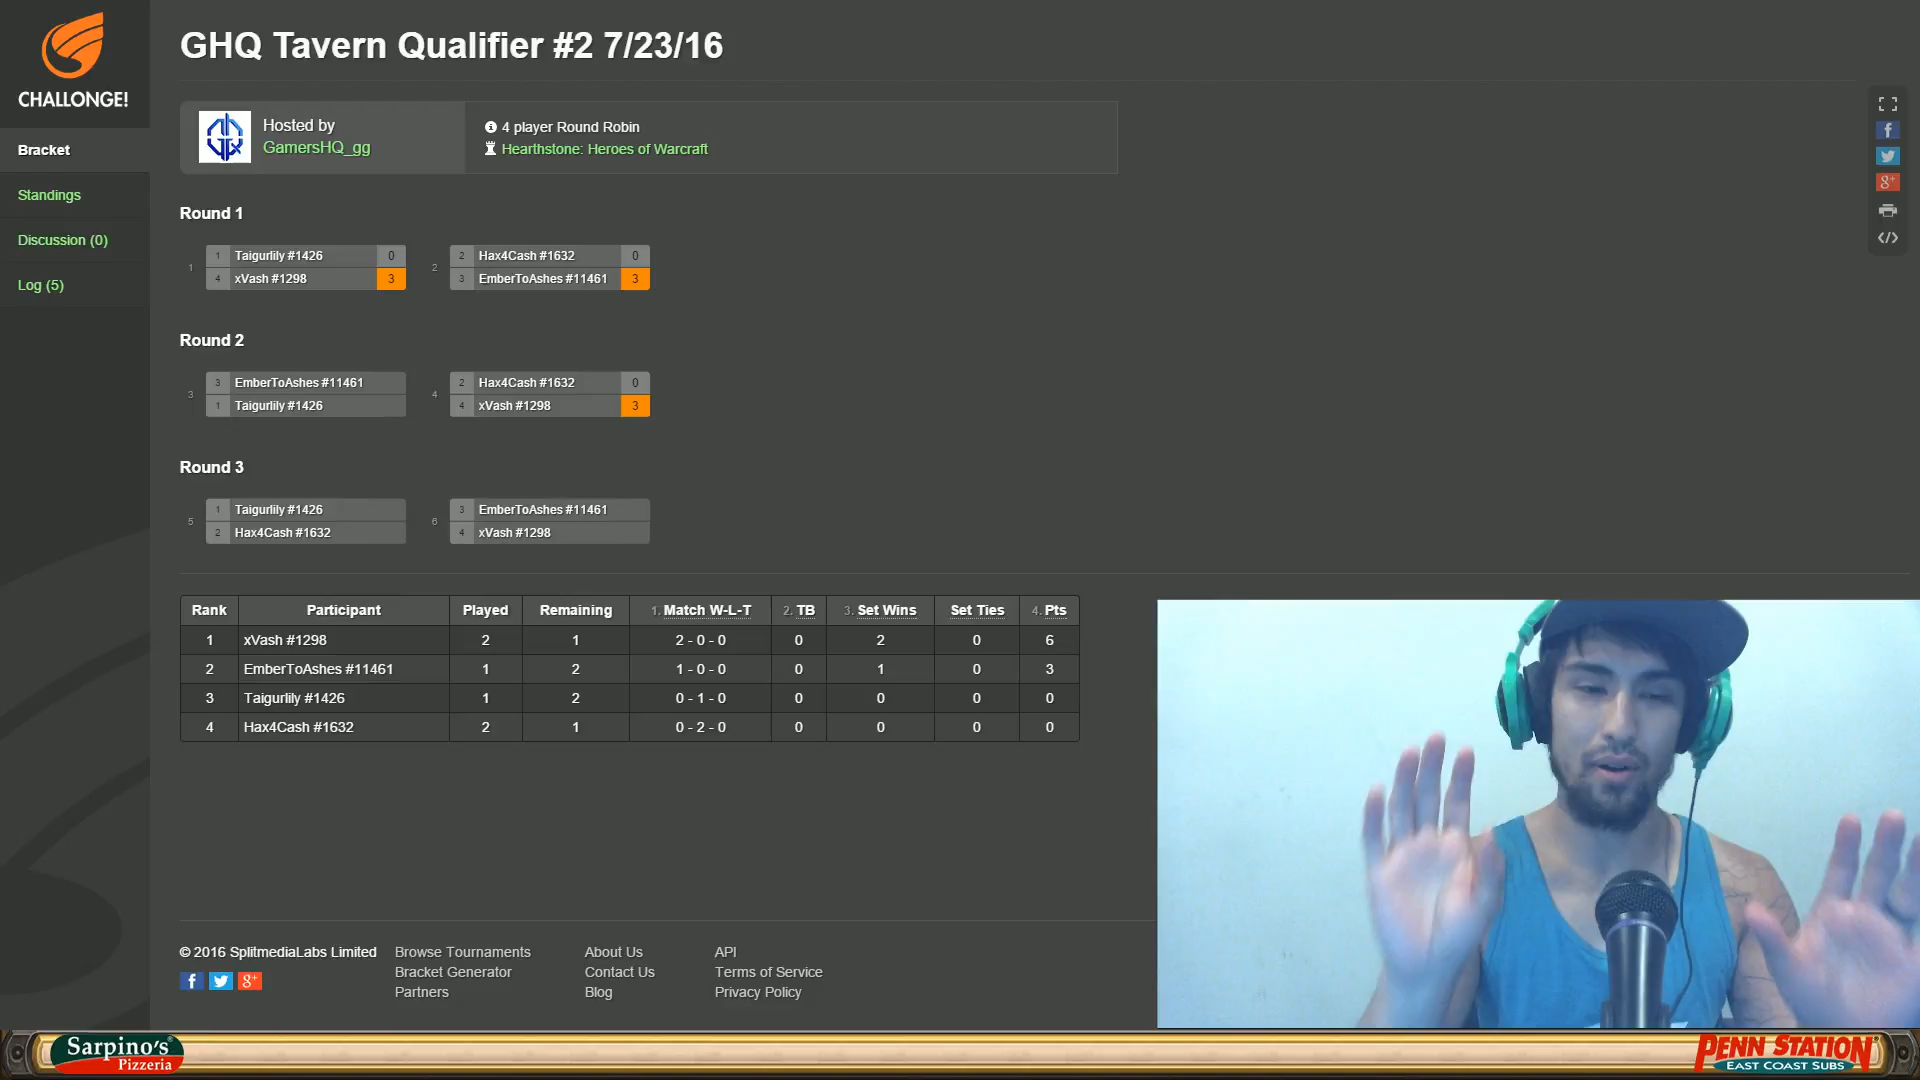 GHQ Tavern Qualifier #2 7/23/16
CHALLONGE!
Bracket
Standings
Discussion (0)
Log (5)
Hosted by
GamersHQ_gg
4 player Round Robin
Hearthstone: Heroes of Warcraft
Round 1
1
1 Taigurlily #1426 0
4 xVash #1298 3
2
2 Hax4Cash #1632 0
3 EmberToAshes #11461 3
Round 2
3
3 EmberToAshes #11461
1 Taigurlily #1426
4
2 Hax4Cash #1632 0
4 xVash #1298 3
Round 3
5
1 Taigurlily #1426
2 Hax4Cash #1632
6
3 EmberToAshes #11461
4 xVash #1298
Rank Participant Played Remaining 1. Match W-L-T 2. TB 3. Set Wins Set Ties 4. Pts
1 xVash #1298 2 1 2 - 0 - 0 0 2 0 6
2 EmberToAshes #11461 1 2 1 - 0 - 0 0 1 0 3
3 Taigurlily #1426 1 2 0 - 1 - 0 0 0 0 0
4 Hax4Cash #1632 2 1 0 - 2 - 0 0 0 0 0
© 2016 SplitmediaLabs Limited
Browse Tournaments
Bracket Generator
Partners
About Us
Contact Us
Blog
API
Terms of Service
Privacy Policy
Sarpino's
Pizzeria
PENN STATION
EAST COAST SUBS